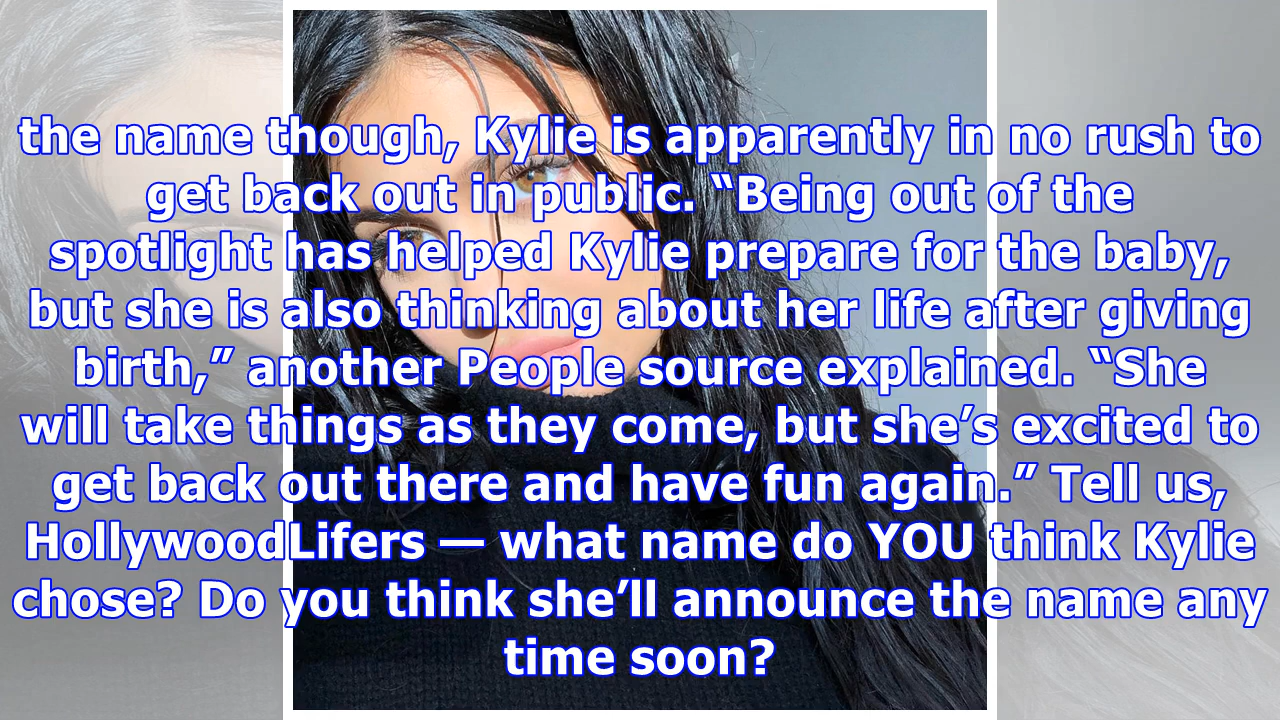 the name though, Kylie is apparently in no rush to
get back out in public. “Being out of the
spotlight has helped Kylie prepare for the baby,
but she is also thinking about her life after giving
birth,” another People source explained. “She
will take things as they come, but she’s excited to
get back out there and have fun again.” Tell us,
HollywoodLifers — what name do YOU think Kylie
chose? Do you think she’ll announce the name any
time soon?